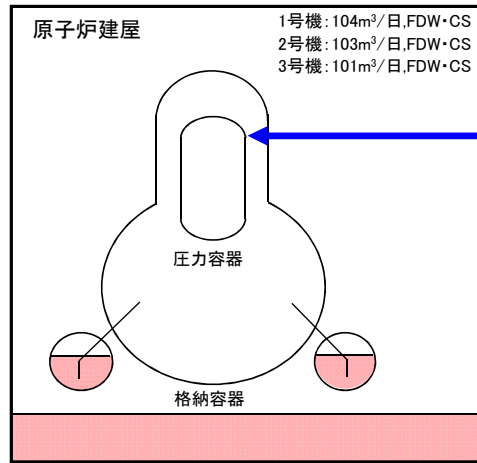 原子炉建屋
1号機:104m³/日,FDW・CS
2号機:103m³/日,FDW・CS
3号機:101m³/日,FDW・CS
圧力容器
格納容器